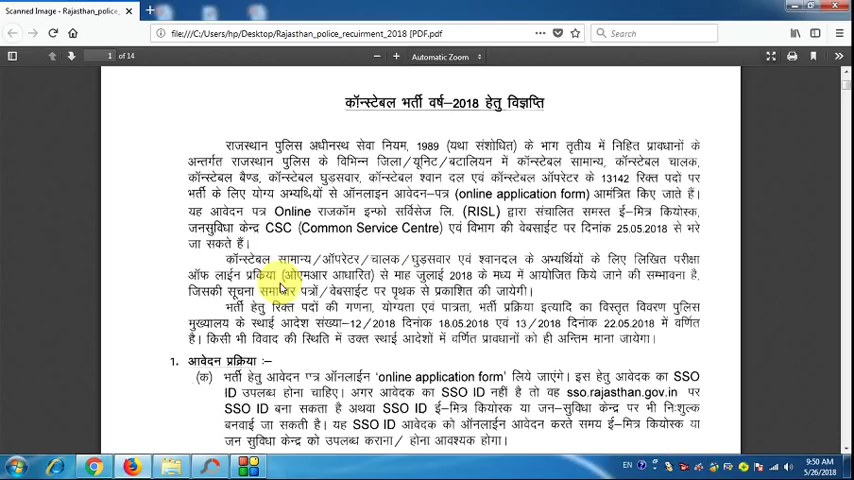 Scanned Image - Rajasthan_polic
file:///C:/Users/hp/Desktop/Rajasthan_police_recuirment_2018 [PDF.pdf
Search
1 of 14
Automatic Zoom
कॉन्स्टेबल भर्ती वर्ष–2018 हेतु विज्ञप्ति
राजस्थान पुलिस अधीनस्थ सेवा नियम, 1989 (यथा संशोधित) के भाग तृतीय में निहित प्रावधानों के
अन्तर्गत राजस्थान पुलिस के विभिन्न जिला/यूनिट/बटालियन में कॉन्स्टेबल सामान्य, कॉन्स्टेबल चालक,
कॉन्स्टेबल बैण्ड, कॉन्स्टेबल घुड़सवार, कॉन्स्टेबल श्वान दल एवं कॉन्स्टेबल ऑपरेटर के 13142 रिक्त पदों पर
भर्ती के लिए योग्य अभ्यर्थियों से ऑनलाइन आवेदन-पत्र (online application form) आमंत्रित किए जाते हैं।
यह आवेदन पत्र Online राजकॉम इन्फो सर्विसेज लि. (RISL) द्वारा संचालित समस्त ई-मित्र कियोस्क,
जनसुविधा केन्द्र CSC (Common Service Centre) एवं विभाग की वेबसाईट पर दिनांक 25.05.2018 से भरे
जा सकते हैं।
कॉन्स्टेबल सामान्य/ऑपरेटर/चालक/घुड़सवार एवं श्वानदल के अभ्यर्थियों के लिए लिखित परीक्षा
ऑफ लाईन प्रकिया (ओएमआर आधारित) से माह जुलाई 2018 के मध्य में आयोजित किये जाने की सम्भावना है,
जिसकी सूचना समाचार पत्रों/वेबसाईट पर पृथक से प्रकाशित की जायेगी।
भर्ती हेतु रिक्त पदों की गणना, योग्यता एवं पात्रता, भर्ती प्रक्रिया इत्यादि का विस्तृत विवरण पुलिस
मुख्यालय के स्थाई आदेश संख्या-12/2018 दिनांक 18.05.2018 एवं 13/2018 दिनांक 22.05.2018 में वर्णित
है। किसी भी विवाद की स्थिति में उक्त स्थाई आदेशों में वर्णित प्रावधानों को ही अन्तिम माना जायेगा।
1. आवेदन प्रक्रिया :–
(क) भर्ती हेतु आवेदन पत्र ऑनलाईन 'online application form' लिये जाएंगे। इस हेतु आवेदक का SSO
ID उपलब्ध होना चाहिए। अगर आवेदक का SSO ID नहीं है तो वह sso.rajasthan.gov.in पर
SSO ID बना सकता है अथवा SSO ID ई-मित्र कियोस्क या जन-सुविधा केन्द्र पर भी निःशुल्क
बनवाई जा सकती है। यह SSO ID आवेदक को ऑनलाईन आवेदन करते समय ई-मित्र कियोस्क या
जन सुविधा केन्द्र को उपलब्ध कराना/ होना आवश्यक होगा।
EN
9:50 AM
5/26/2018